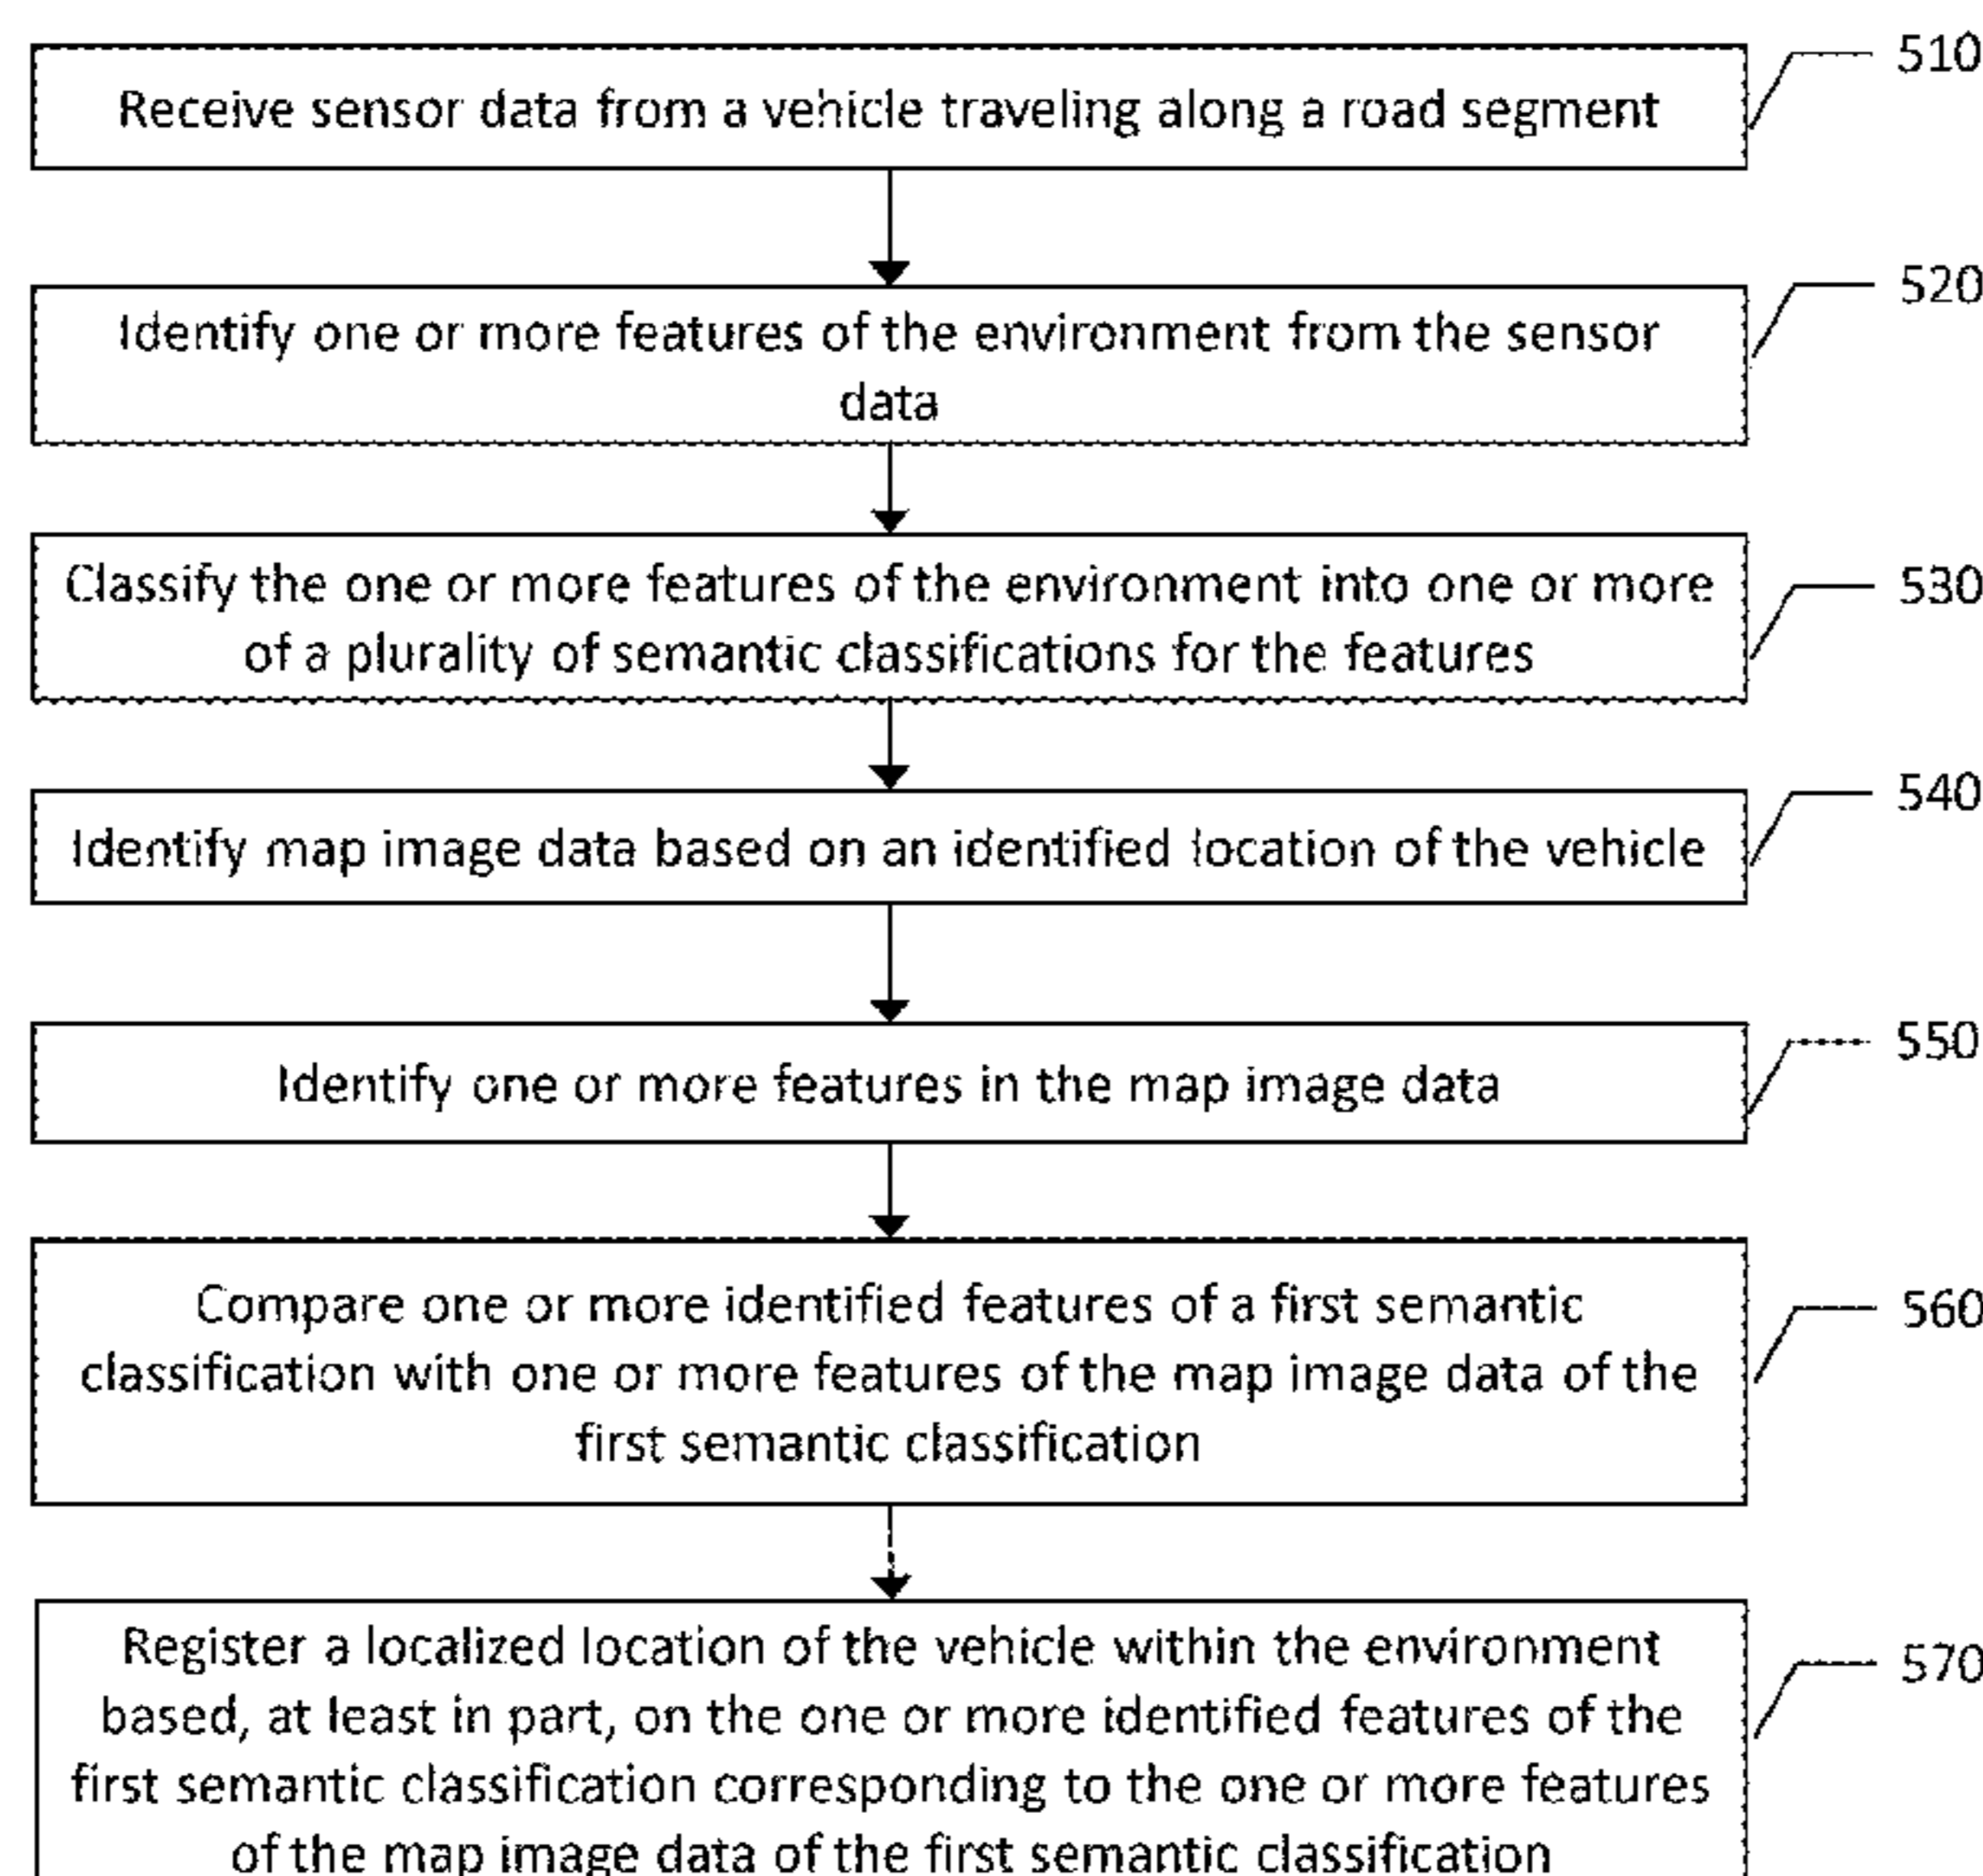 510
Receive sensor data from a vehicle traveling along a road segment
520
Identify one or more features of the environment from the sensor
data
530
Classify the one or more features of the environment into one or more
of a plurality of semantic classifications for the features
540
Identify map image data based on an identified location of the vehicle
550
Identify one or more features in the map image data
560
Compare one or more identified features of a first semantic
classification with one or more features of the map image data of the
first semantic classification
570
Register a localized location of the vehicle within the environment
based, at least in part, on the one or more identified features of the
first semantic classification corresponding to the one or more features
of the map image data of the first semantic classification